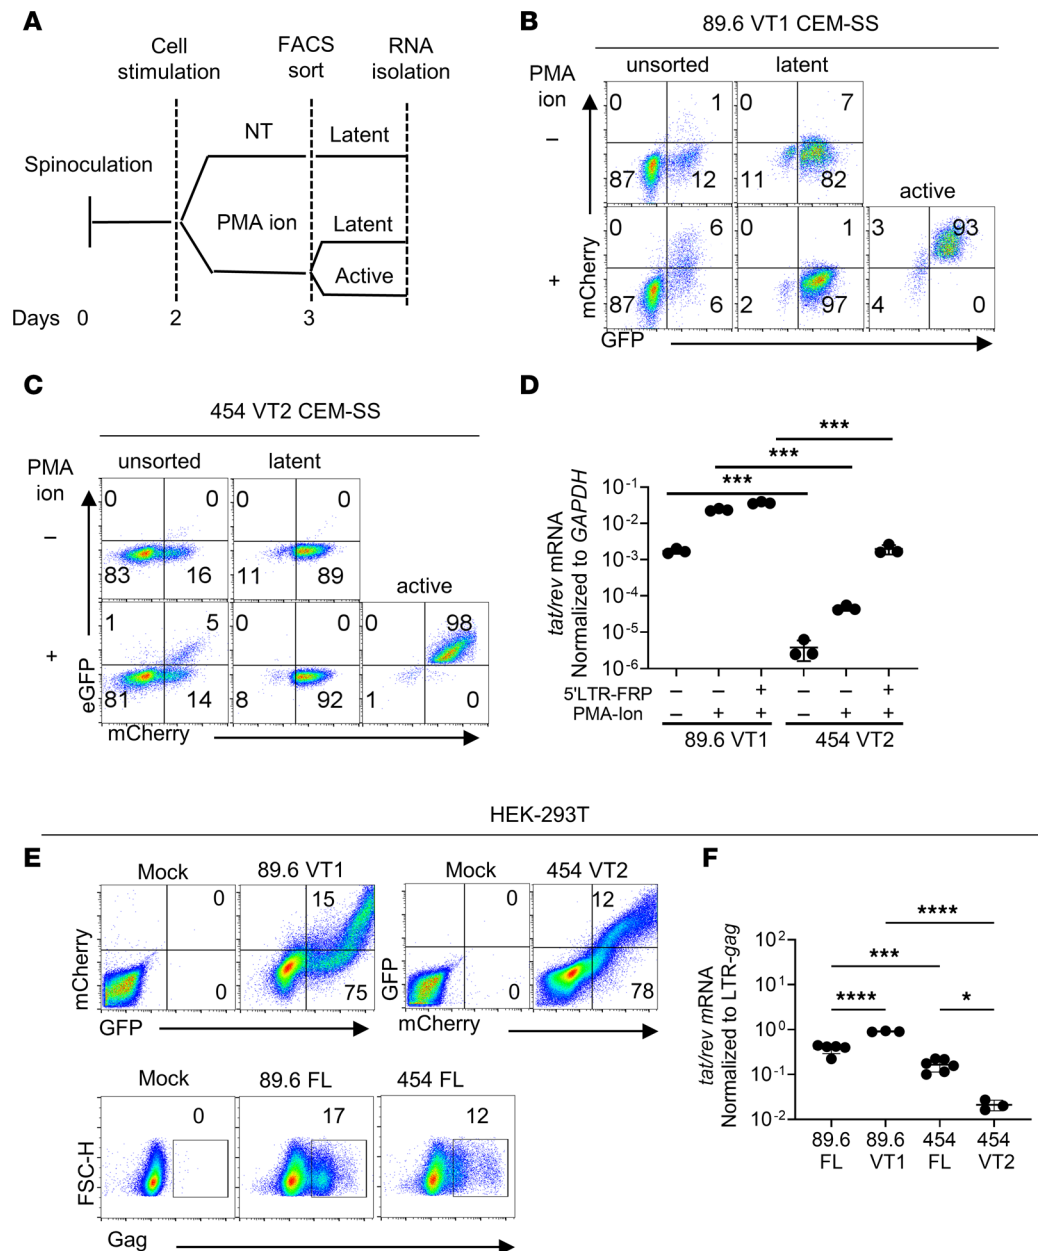 A
Cell
stimulation
FACS
sort
RNA
isolation
NT
Latent
Spinoculation
PMA ion
Latent
Active
Days 0 2 3
B
89.6 VT1 CEM-SS
PMA
ion
unsorted
latent
–
0 1
87 12
0 7
11 82
active
+
0 6
87 6
0 1
2 97
3 93
4 0
mCherry
GFP
C
454 VT2 CEM-SS
PMA
ion
unsorted
latent
–
0 0
83 16
0 0
11 89
active
+
1 5
81 14
0 0
8 92
0 98
1 0
eGFP
mCherry
D
***
***
***
tat/rev mRNA
Normalized to GAPDH
10-1
10-2
10-3
10-4
10-5
10-6
5'LTR-FRP – – + – – +
PMA-Ion – + + – + +
89.6 VT1 454 VT2
HEK-293T
E
Mock
89.6 VT1
0
0
15
75
mCherry
GFP
Mock
454 VT2
0
0
12
78
GFP
mCherry
Mock
89.6 FL
454 FL
0
17
12
FSC-H
Gag
F
****
***
****
*
tat/rev mRNA
Normalized to LTR-gag
102
101
100
10-1
10-2
89.6
FL
89.6
VT1
454
FL
454
VT2